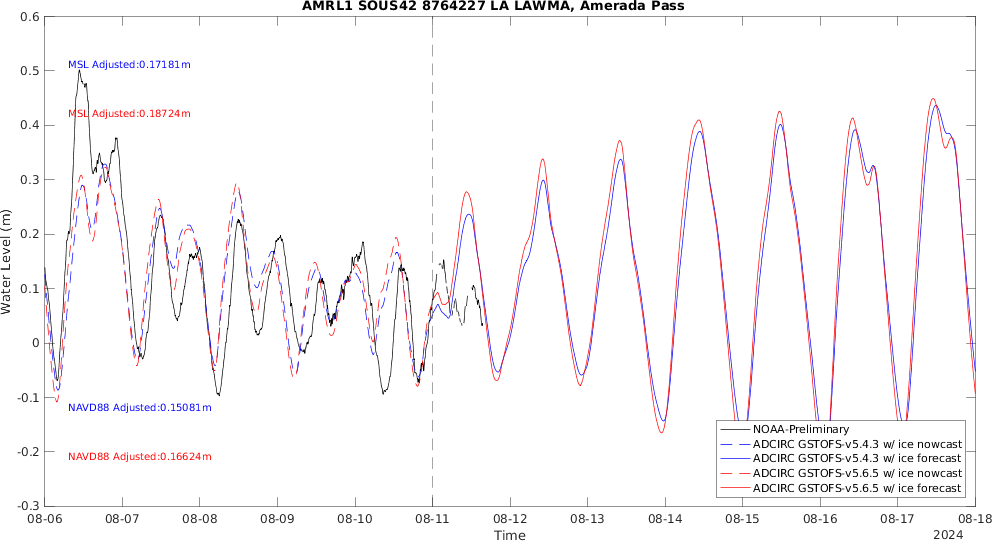 AMRL1 SOUS42 8764227 LA LAWMA, Amerada Pass
0.6
0.5
0.4
0.3
0.2
0.1
0
-0.1
-0.2
-0.3
Water Level (m)
MSL Adjusted:0.17181m
MSL Adjusted:0.18724m
NAVD88 Adjusted:0.15081m
NAVD88 Adjusted:0.16624m
NOAA-Preliminary
ADCIRC GSTOFS-v5.4.3 w/ ice nowcast
ADCIRC GSTOFS-v5.4.3 w/ ice forecast
ADCIRC GSTOFS-v5.6.5 w/ ice nowcast
ADCIRC GSTOFS-v5.6.5 w/ ice forecast
08-06 08-07 08-08 08-09 08-10 08-11 08-12 08-13 08-14 08-15 08-16 08-17 08-18
Time
2024